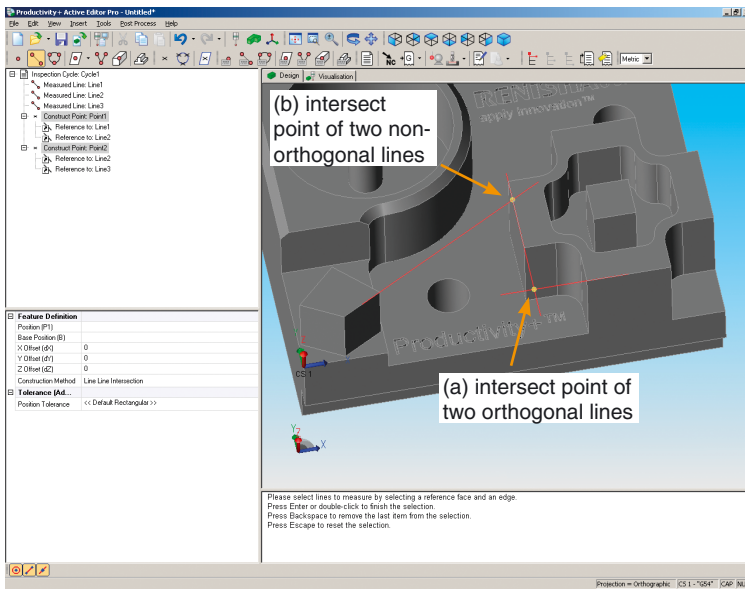 Productivity+ Active Editor Pro - Untitled*
File Edit View Insert Tools Post Process Help
NC +G Metric
Inspection Cycle: Cycle1
Measured Line: Line1
Measured Line: Line2
Measured Line: Line3
Construct Point: Point1
Reference to: Line1
Reference to: Line2
Construct Point: Point2
Reference to: Line2
Reference to: Line3
Design Visualisation
RENISHAW
apply innovation™
(b) intersect
point of two non-
orthogonal lines
Productivity+™
CS 1
(a) intersect point of
two orthogonal lines
Y Z X
Feature Definition
Position (P1)
Base Position (B)
X Offset (dX) 0
Y Offset (dY) 0
Z Offset (dZ) 0
Construction Method Line Line Intersection
Tolerance (Ad...
Position Tolerance << Default Rectangular >>
Please select lines to measure by selecting a reference face and an edge.
Press Enter or double-click to finish the selection.
Press Backspace to remove the last item from the selection.
Press Escape to reset the selection.
Projection = Orthographic CS 1 - "G54" CAP NU